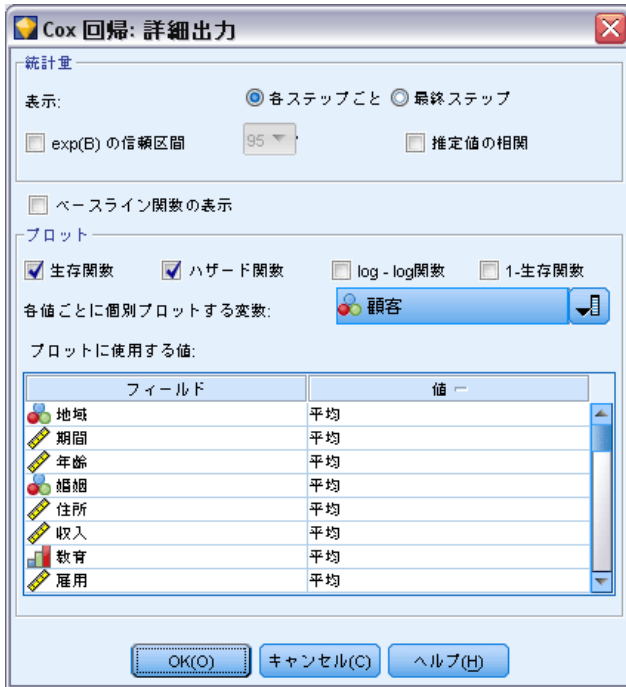 Cox 回帰: 詳細出力
統計量
表示: 各ステップごと 最終ステップ
exp(B) の信頼区間 95 推定値の相関
ベースライン関数の表示
プロット
生存関数 ハザード関数 log - log関数 1-生存関数
各値ごとに個別プロットする変数: 顧客
プロットに使用する値:
フィールド 値
地域 平均
期間 平均
年齢 平均
婚姻 平均
住所 平均
収入 平均
教育 平均
雇用 平均
OK(O) キャンセル(C) ヘルプ(H)